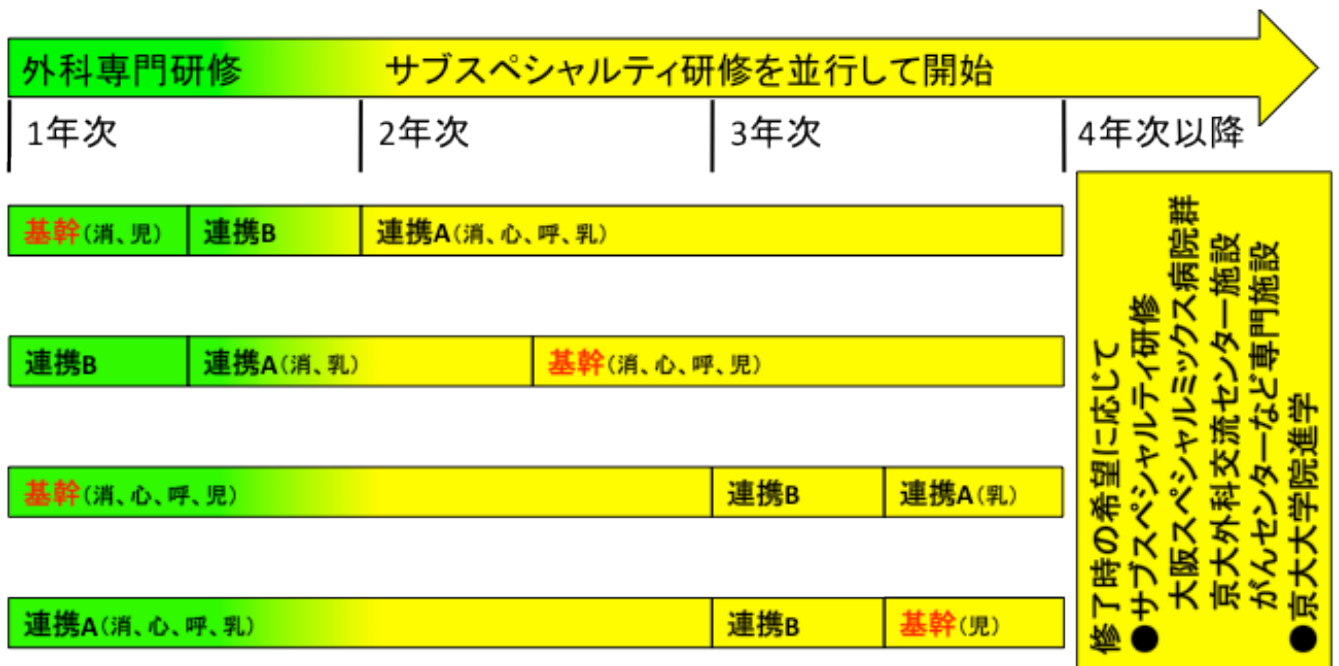 外科専門研修 サブスペシャルティ研修を並行して開始
1年次 2年次 3年次 4年次以降
基幹(消、児) 連携B 連携A(消、心、呼、乳)
連携B 連携A(消、乳) 基幹(消、心、呼、児)
基幹(消、心、呼、児) 連携B 連携A(乳)
連携A(消、心、呼、乳) 連携B 基幹(児)
修了時の希望に応じて
●サブスペシャルティ研修
大阪スペシャルミックス病院群
京大外科交流センター施設
がんセンターなど専門施設
●京大大学院進学